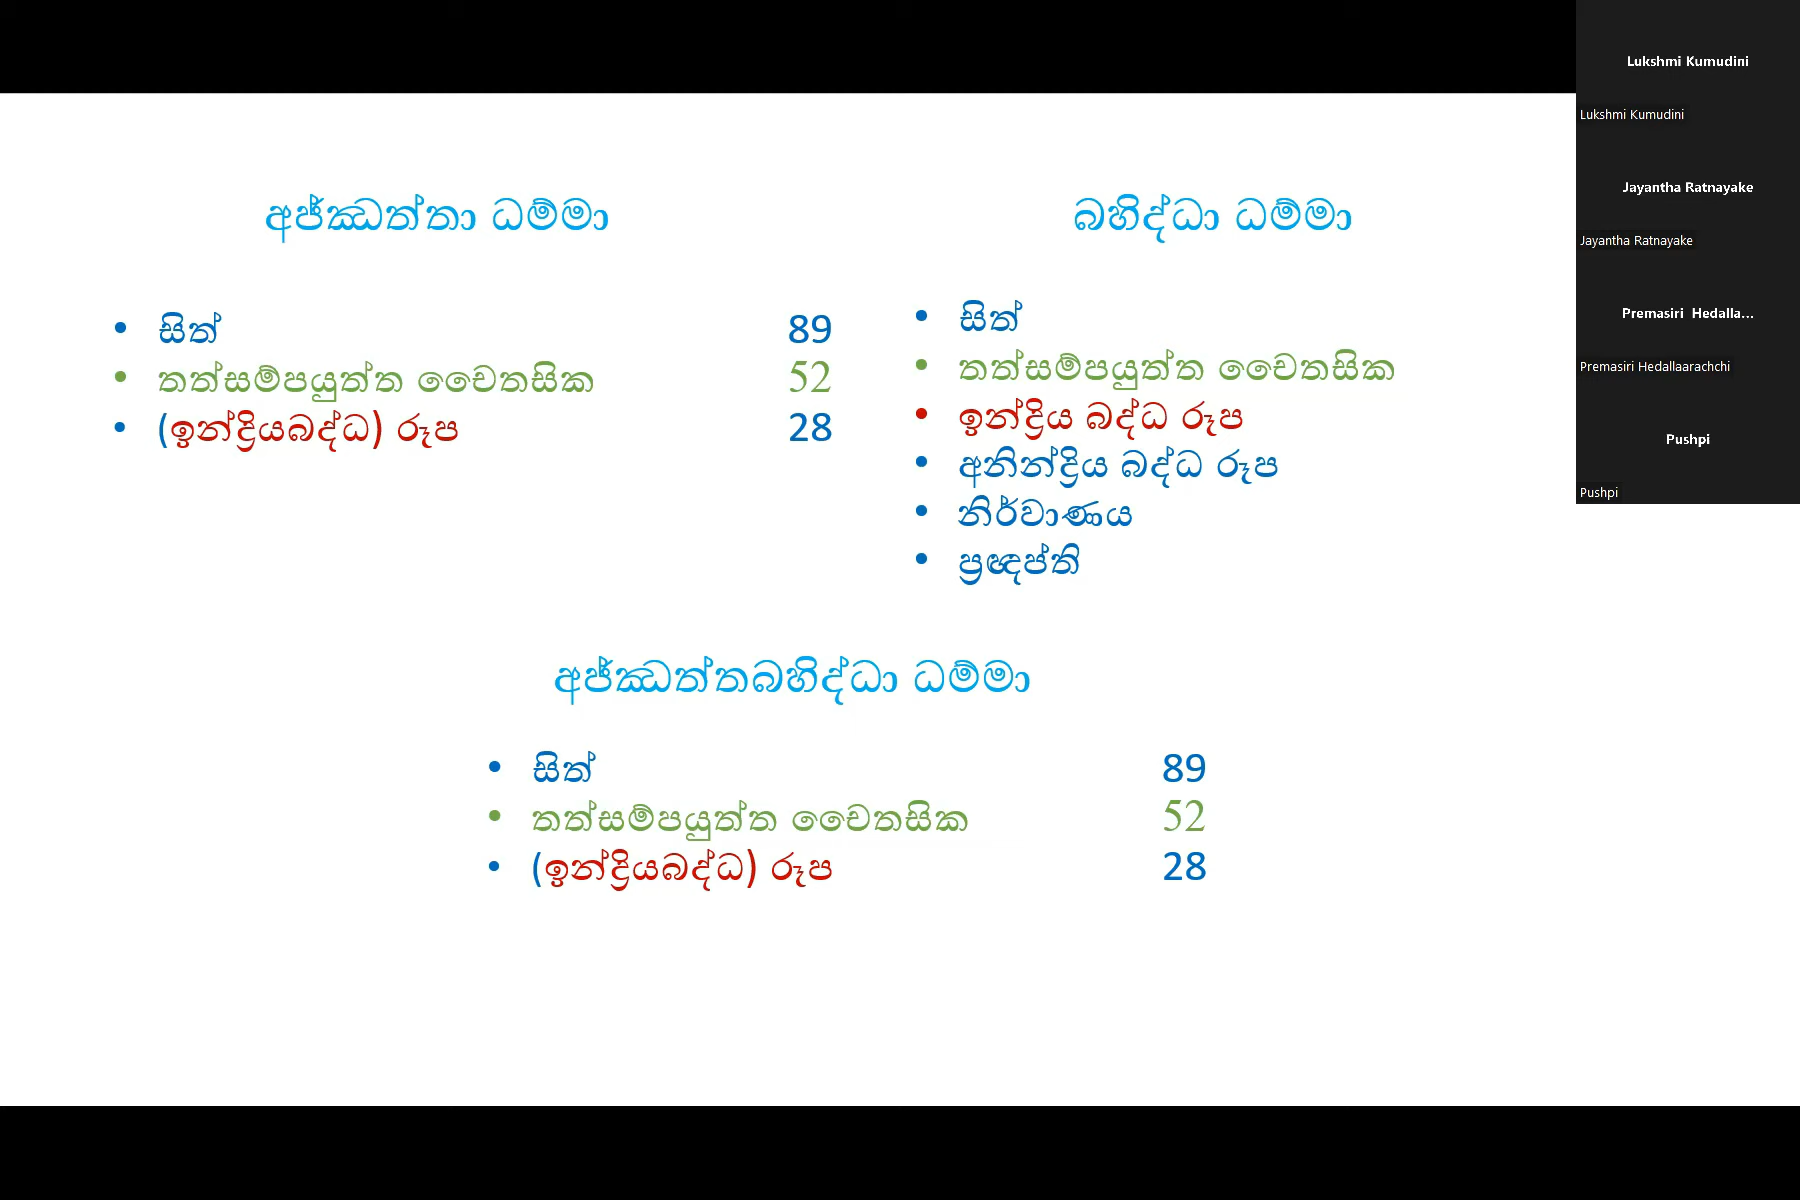 අජ්ඣත්තා ධම්මා
• සිත් 89
• තත්සම්පයුත්ත චෛතසික 52
• (ඉන්ද්‍රියබද්ධ) රූප 28
බහිද්ධා ධම්මා
• සිත්
• තත්සම්පයුත්ත චෛතසික
• ඉන්ද්‍රිය බද්ධ රූප
• අනින්ද්‍රිය බද්ධ රූප
• නිර්වාණය
• ප්‍රඥප්ති
අජ්ඣත්තබහිද්ධා ධම්මා
• සිත් 89
• තත්සම්පයුත්ත චෛතසික 52
• (ඉන්ද්‍රියබද්ධ) රූප 28
Lukshmi Kumudini
Lukshmi Kumudini
Jayantha Ratnayake
Jayantha Ratnayake
Premasiri Hedalla...
Premasiri Hedallaarachchi
Pushpi
Pushpi